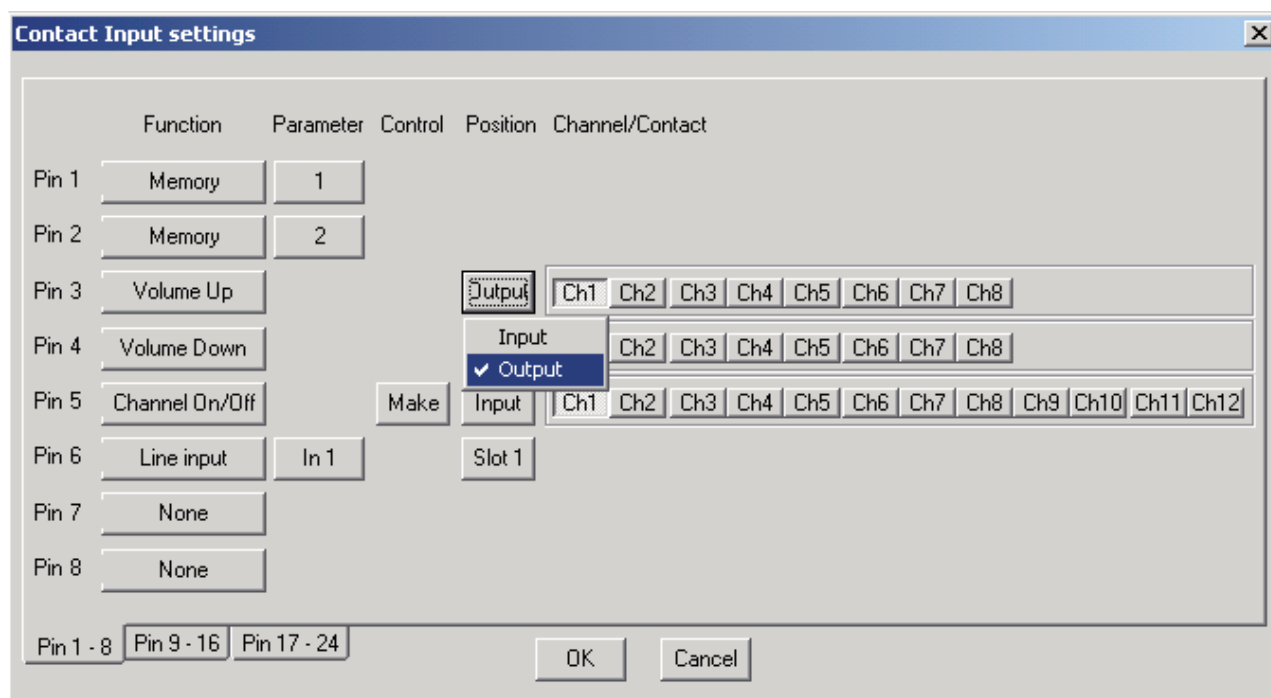 Contact Input settings
Function Parameter Control Position Channel/Contact
Pin 1 Memory 1
Pin 2 Memory 2
Pin 3 Volume Up Output Ch1 Ch2 Ch3 Ch4 Ch5 Ch6 Ch7 Ch8
Input
Pin 4 Volume Down Ch2 Ch3 Ch4 Ch5 Ch6 Ch7 Ch8
✔ Output
Pin 5 Channel On/Off Make Input Ch1 Ch2 Ch3 Ch4 Ch5 Ch6 Ch7 Ch8 Ch9 Ch10 Ch11 Ch12
Pin 6 Line input In 1 Slot 1
Pin 7 None
Pin 8 None
Pin 1 - 8 Pin 9 - 16 Pin 17 - 24
OK Cancel